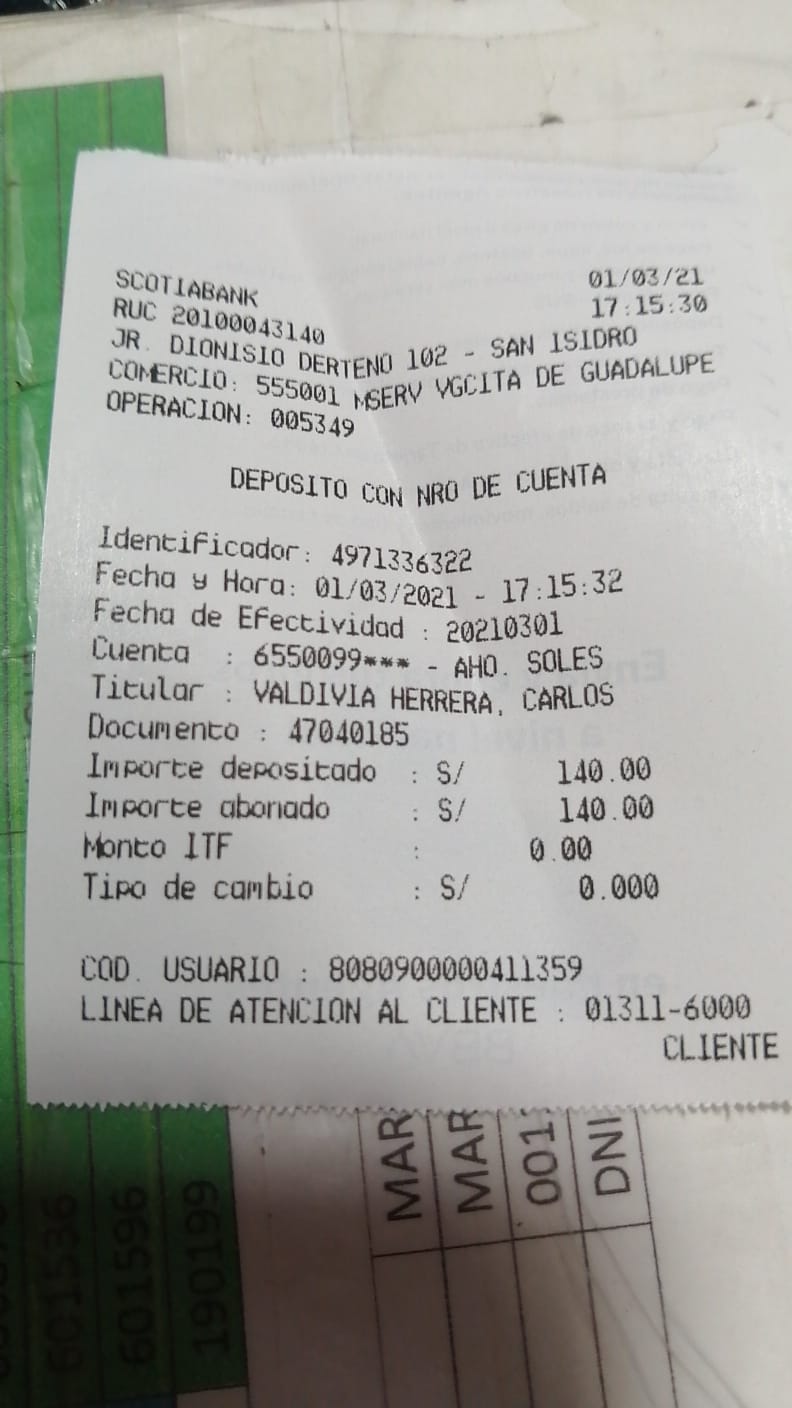 SCOTIABANK 01/03/21
RUC 20100043140 17:15:30
JR. DIONISIO DERTENO 102 - SAN ISIDRO
COMERCIO: 555001 MSERV VGCITA DE GUADALUPE
OPERACION: 005349
DEPOSITO CON NRO DE CUENTA
Identificador: 4971336322
Fecha y Hora: 01/03/2021 - 17:15:32
Fecha de Efectividad : 20210301
Cuenta : 6550099*** - AHO. SOLES
Titular : VALDIVIA HERRERA, CARLOS
Documento : 47040185
Importe depositado : S/ 140.00
Importe abonado : S/ 140.00
Monto ITF : 0.00
Tipo de cambio : S/ 0.000
COD. USUARIO : 8080900000411359
LINEA DE ATENCION AL CLIENTE : 01311-6000
CLIENTE
MAR
MAR
001
DNI
601536
601596
190199